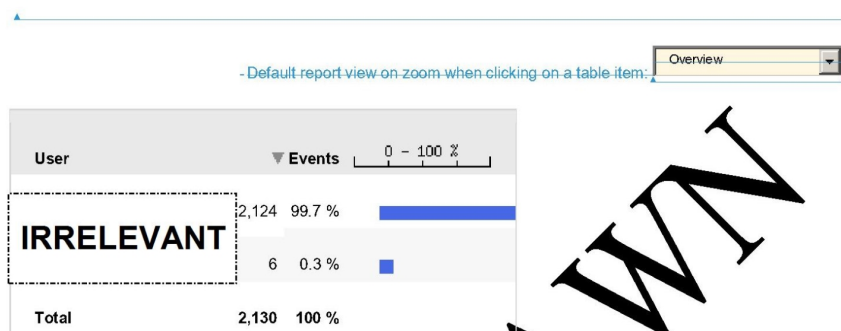 - Default report view on zoom when clicking on a table item:
Overview
User Events 0 - 100 %
IRRELEVANT
2,124 99.7 %
6 0.3 %
Total 2,130 100 %
WN